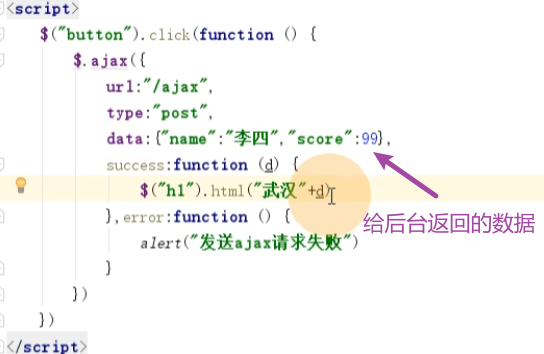 <script>
$("button").click(function () {
$.ajax({
url:"/ajax",
type:"post",
data:{"name":"李四","score":99},
success:function (d) {
$("h1").html("武汉"+d)
},error:function () {
alert("发送ajax请求失败")
}
})
})
</script>
给后台返回的数据